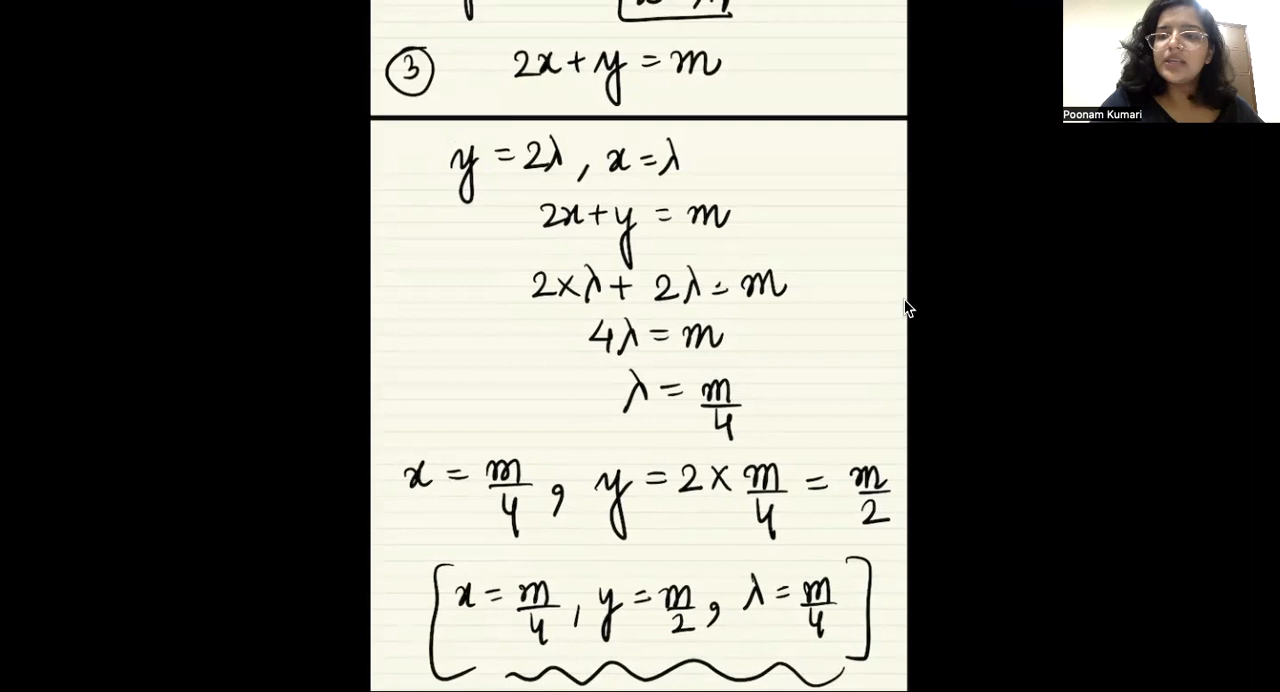 ③ 2x + y = m
y = 2λ, x = λ
2x + y = m
2×λ + 2λ = m
4λ = m
λ = m/4
x = m/4, y = 2 × m/4 = m/2
[x = m/4, y = m/2, λ = m/4]
Poonam Kumari